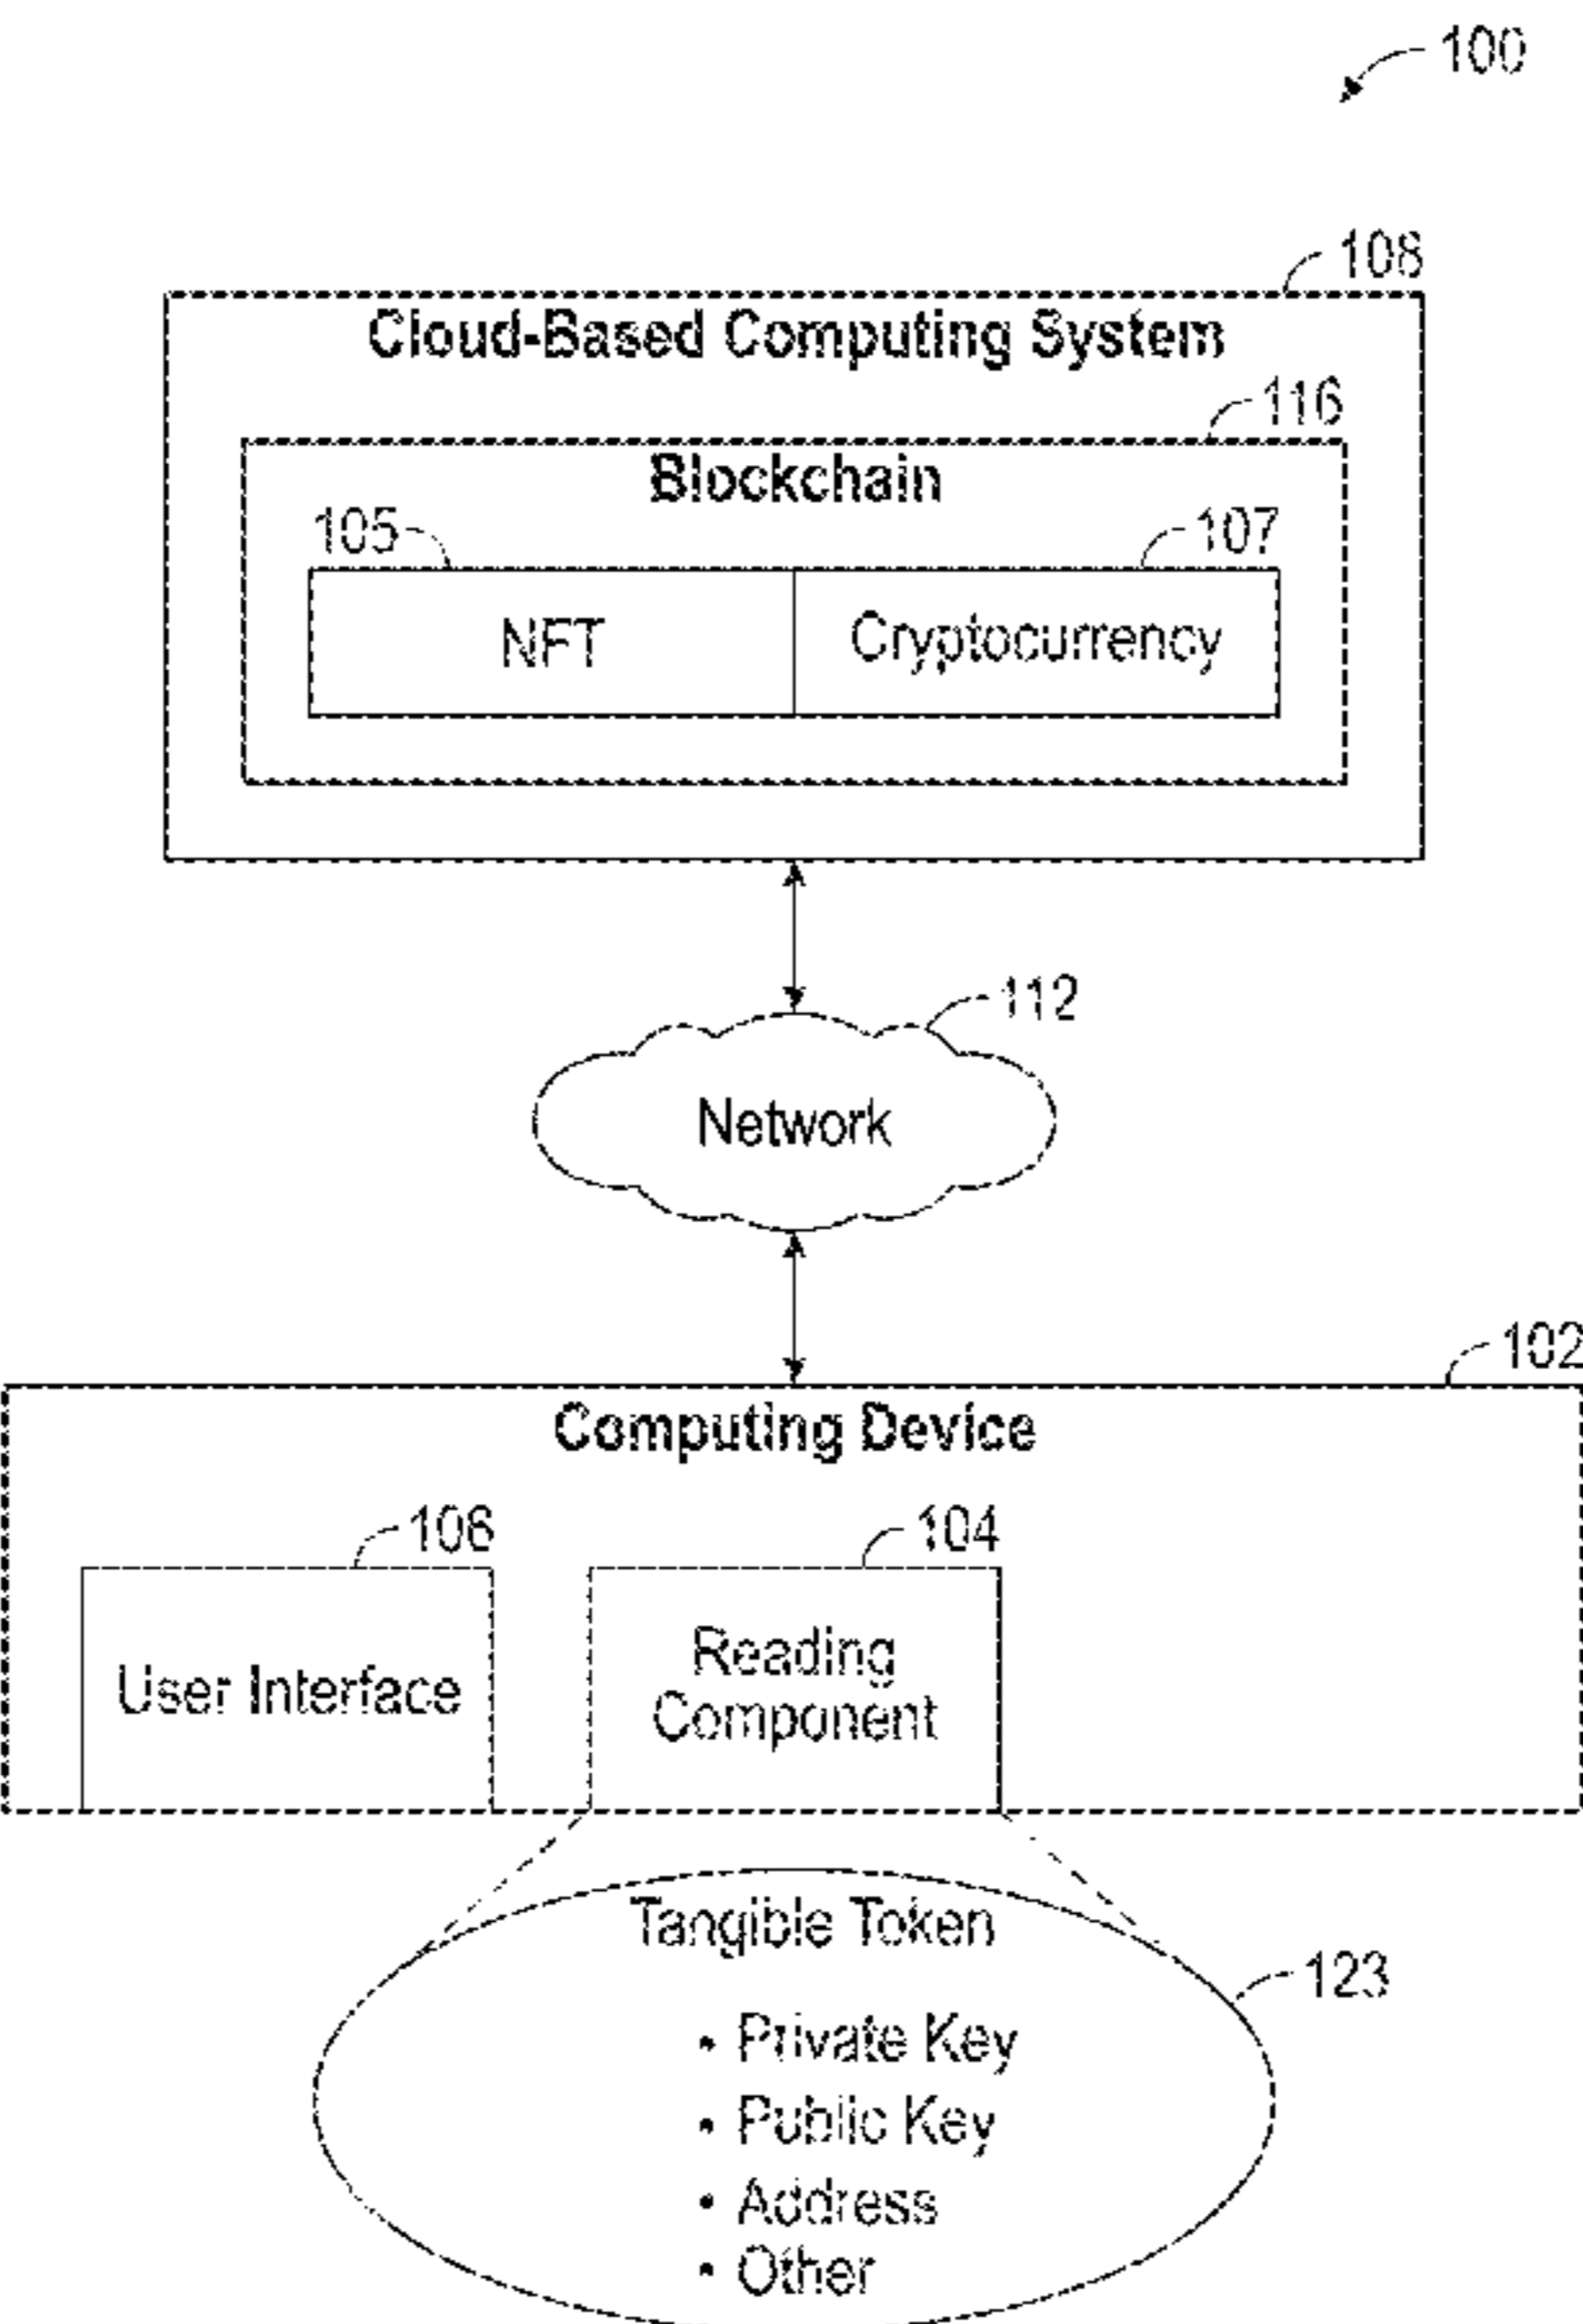 100
108
Cloud-Based Computing System
116
Blockchain
105
107
NFT
Cryptocurrency
112
Network
102
Computing Device
106
104
User Interface
Reading
Component
Tangible Token
123
• Private Key
• Public Key
• Address
• Other